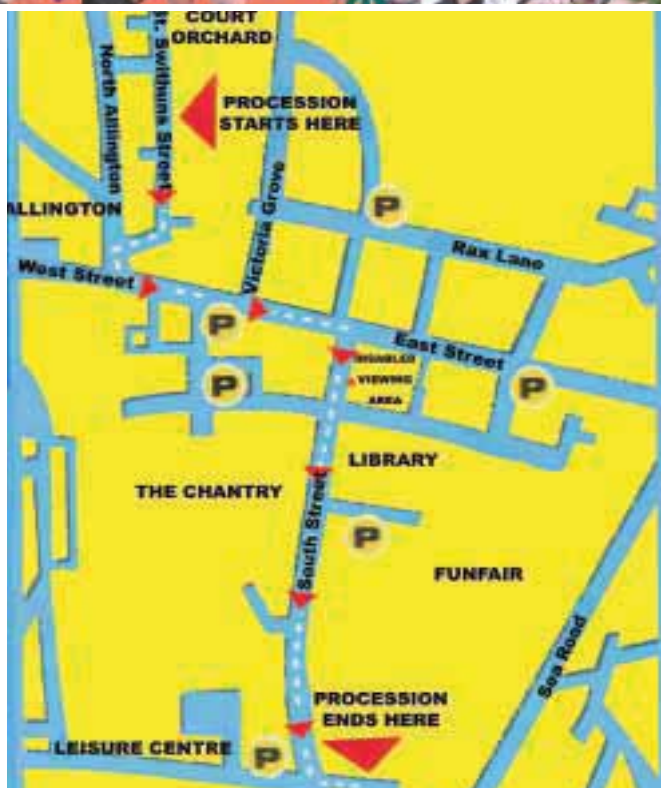 COURT
ORCHARD
St. Swithuns Street
North Allington
PROCESSION
STARTS HERE
P
ALLINGTON
Victoria Grove
Rax Lane
West Street
P
East Street
DISABLED
VIEWING
AREA
P
P
LIBRARY
THE CHANTRY
South Street
P
FUNFAIR
Sea Road
PROCESSION
ENDS HERE
LEISURE CENTRE
P